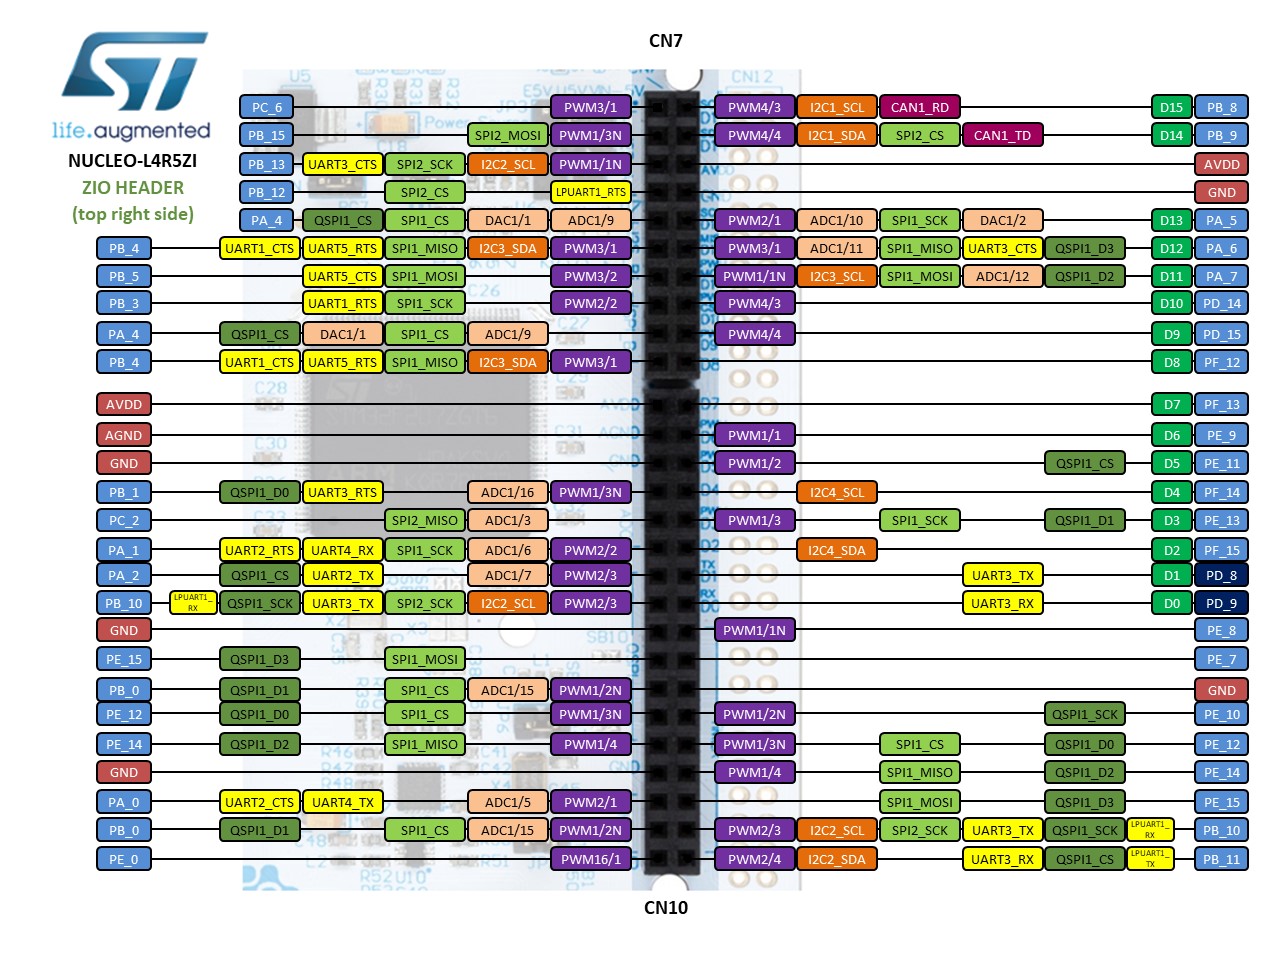 CN7
life.augmented
NUCLEO-L4R5ZI
ZIO HEADER
(top right side)
PC_6 PWM3/1 PWM4/3 I2C1_SCL CAN1_RD D15 PB_8
PB_15 SPI2_MOSI PWM1/3N PWM4/4 I2C1_SDA SPI2_CS CAN1_TD D14 PB_9
PB_13 UART3_CTS SPI2_SCK I2C2_SCL PWM1/1N AVDD
PB_12 SPI2_CS LPUART1_RTS GND
PA_4 QSPI1_CS SPI1_CS DAC1/1 ADC1/9 PWM2/1 ADC1/10 SPI1_SCK DAC1/2 D13 PA_5
PB_4 UART1_CTS UART5_RTS SPI1_MISO I2C3_SDA PWM3/1 PWM3/1 ADC1/11 SPI1_MISO UART3_CTS QSPI1_D3 D12 PA_6
PB_5 UART5_CTS SPI1_MOSI PWM3/2 PWM1/1N I2C3_SCL SPI1_MOSI ADC1/12 QSPI1_D2 D11 PA_7
PB_3 UART1_RTS SPI1_SCK PWM2/2 PWM4/3 D10 PD_14
PA_4 QSPI1_CS DAC1/1 SPI1_CS ADC1/9 PWM4/4 D9 PD_15
PB_4 UART1_CTS UART5_RTS SPI1_MISO I2C3_SDA PWM3/1 D8 PF_12
AVDD D7 PF_13
AGND PWM1/1 D6 PE_9
GND PWM1/2 QSPI1_CS D5 PE_11
PB_1 QSPI1_D0 UART3_RTS ADC1/16 PWM1/3N I2C4_SCL D4 PF_14
PC_2 SPI2_MISO ADC1/3 PWM1/3 SPI1_SCK QSPI1_D1 D3 PE_13
PA_1 UART2_RTS UART4_RX SPI1_SCK ADC1/6 PWM2/2 I2C4_SDA D2 PF_15
PA_2 QSPI1_CS UART2_TX ADC1/7 PWM2/3 UART3_TX D1 PD_8
PB_10 LPUART1_RX QSPI1_SCK UART3_TX SPI2_SCK I2C2_SCL PWM2/3 UART3_RX D0 PD_9
GND PWM1/1N PE_8
PE_15 QSPI1_D3 SPI1_MOSI PE_7
PB_0 QSPI1_D1 SPI1_CS ADC1/15 PWM1/2N GND
PE_12 QSPI1_D0 SPI1_CS PWM1/3N PWM1/2N QSPI1_SCK PE_10
PE_14 QSPI1_D2 SPI1_MISO PWM1/4 PWM1/3N SPI1_CS QSPI1_D0 PE_12
GND PWM1/4 SPI1_MISO QSPI1_D2 PE_14
PA_0 UART2_CTS UART4_TX ADC1/5 PWM2/1 SPI1_MOSI QSPI1_D3 PE_15
PB_0 QSPI1_D1 SPI1_CS ADC1/15 PWM1/2N PWM2/3 I2C2_SCL SPI2_SCK UART3_TX QSPI1_SCK LPUART1_RX PB_10
PE_0 PWM16/1 PWM2/4 I2C2_SDA UART3_RX QSPI1_CS LPUART1_TX PB_11
CN10